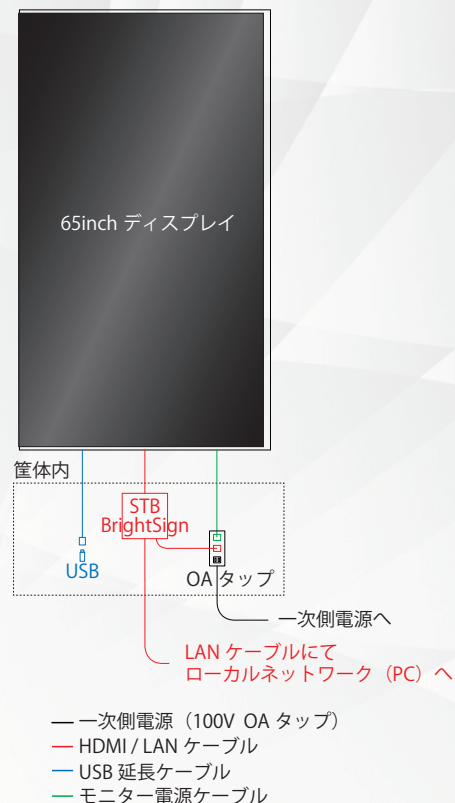 65inch ディスプレイ
筐体内
STB
BrightSign
USB
OA タップ
一次側電源へ
LAN ケーブルにて
ローカルネットワーク（PC）へ
一次側電源（100V OA タップ）
HDMI / LAN ケーブル
USB 延長ケーブル
モニター電源ケーブル